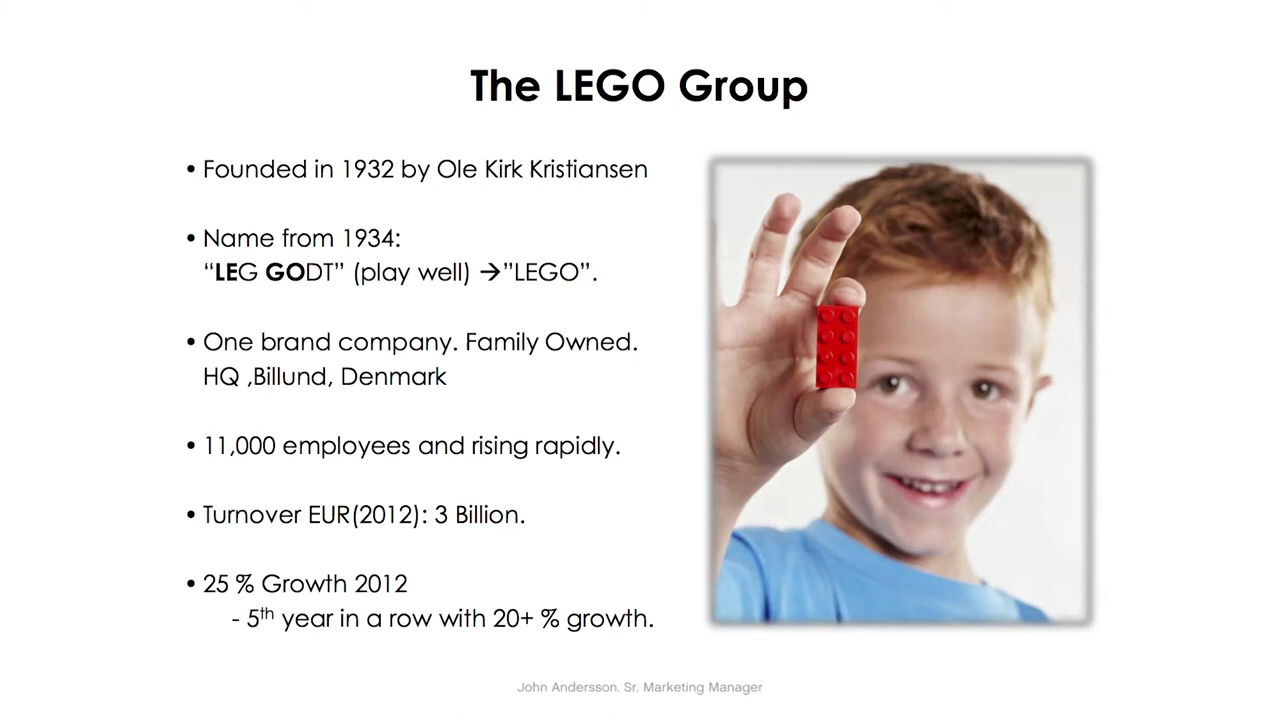 The LEGO Group
• Founded in 1932 by Ole Kirk Kristiansen
• Name from 1934:
“LEG GODT” (play well) →”LEGO”.
• One brand company. Family Owned.
HQ ,Billund, Denmark
• 11,000 employees and rising rapidly.
• Turnover EUR(2012): 3 Billion.
• 25 % Growth 2012
- 5th year in a row with 20+ % growth.
John Andersson. Sr. Marketing Manager